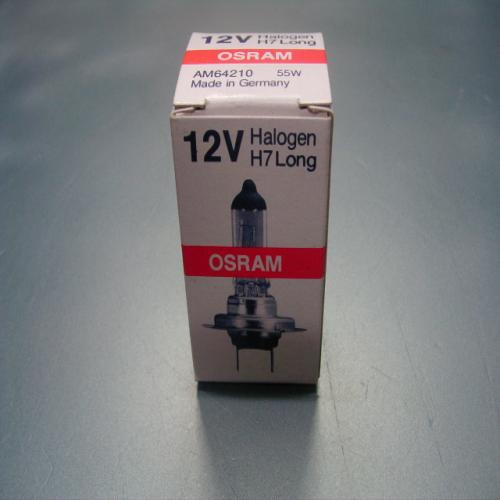 12V Halogen
H7 Long
OSRAM
AM64210 55W
Made in Germany
12V Halogen
H7 Long
OSRAM